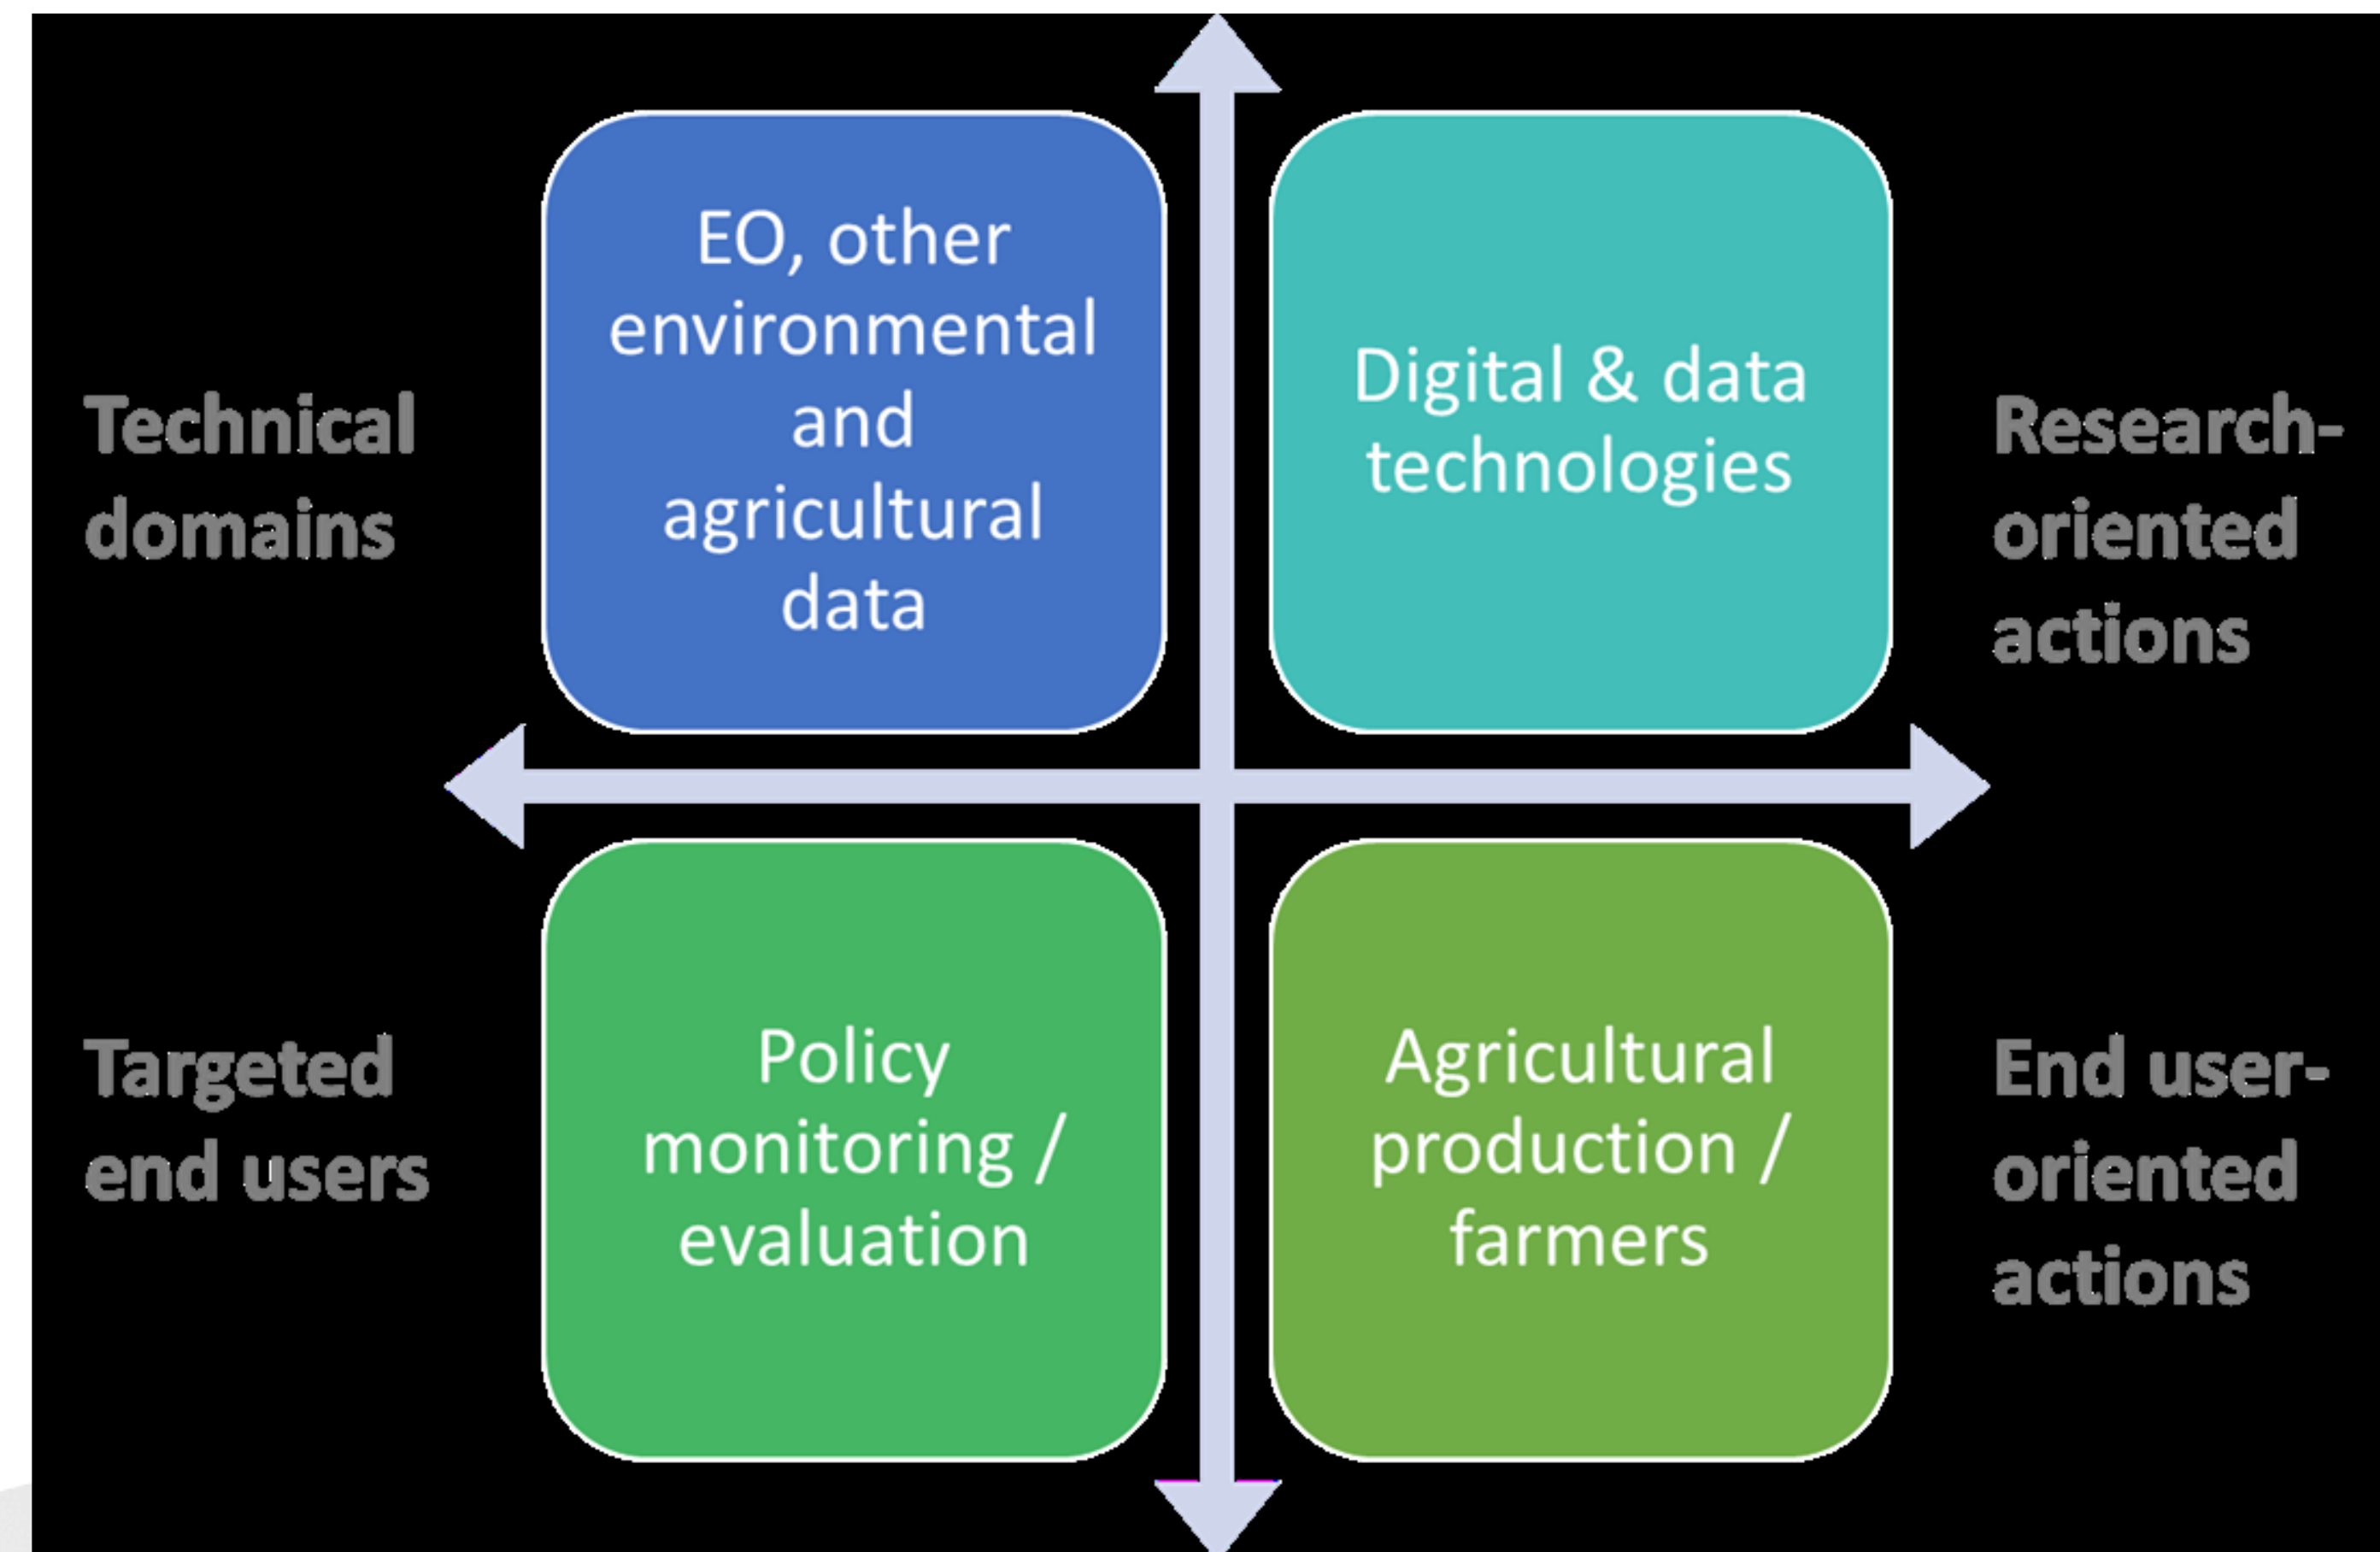 Technical
domains
EO, other
environmental
and
agricultural
data
Digital & data
technologies
Research-
oriented
actions
Targeted
end users
Policy
monitoring /
evaluation
Agricultural
production /
farmers
End user-
oriented
actions